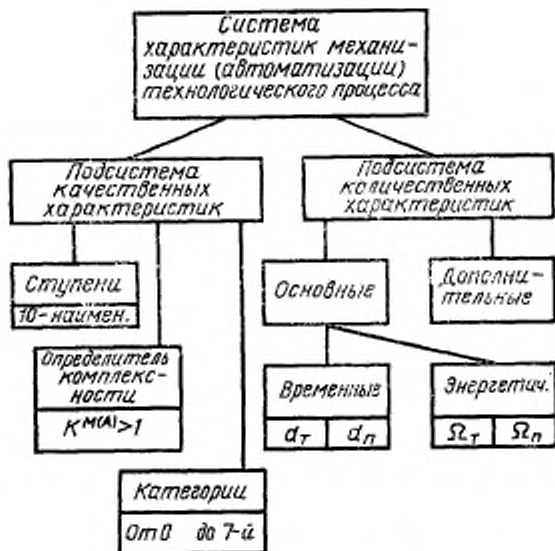 Система
характеристик механи-
зации (автоматизации)
технологического процесса
Подсистема
качественных
характеристик
Подсистема
количественных
характеристик
Ступени
10-наимен.
Основные
Дополни-
тельные
Определитель
комплекс-
ности
K^M(A)>1
Временные
d_T d_п
Энергетич.
Ω_T Ω_п
Категории
От 0 до 7-й